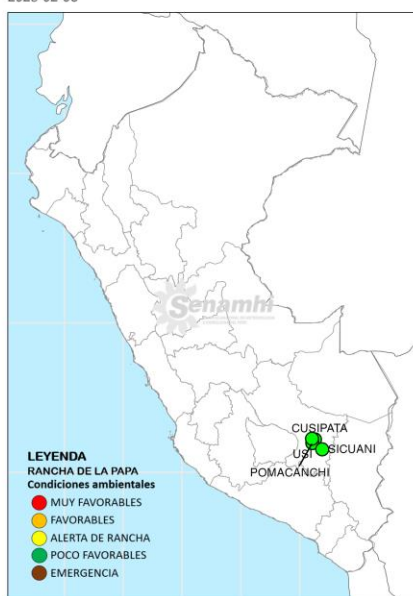 Senamhi
CUSIPATA
USI
SICUANI
POMACANCHI
LEYENDA
RANCHA DE LA PAPA
Condiciones ambientales
MUY FAVORABLES
FAVORABLES
ALERTA DE RANCHA
POCO FAVORABLES
EMERGENCIA